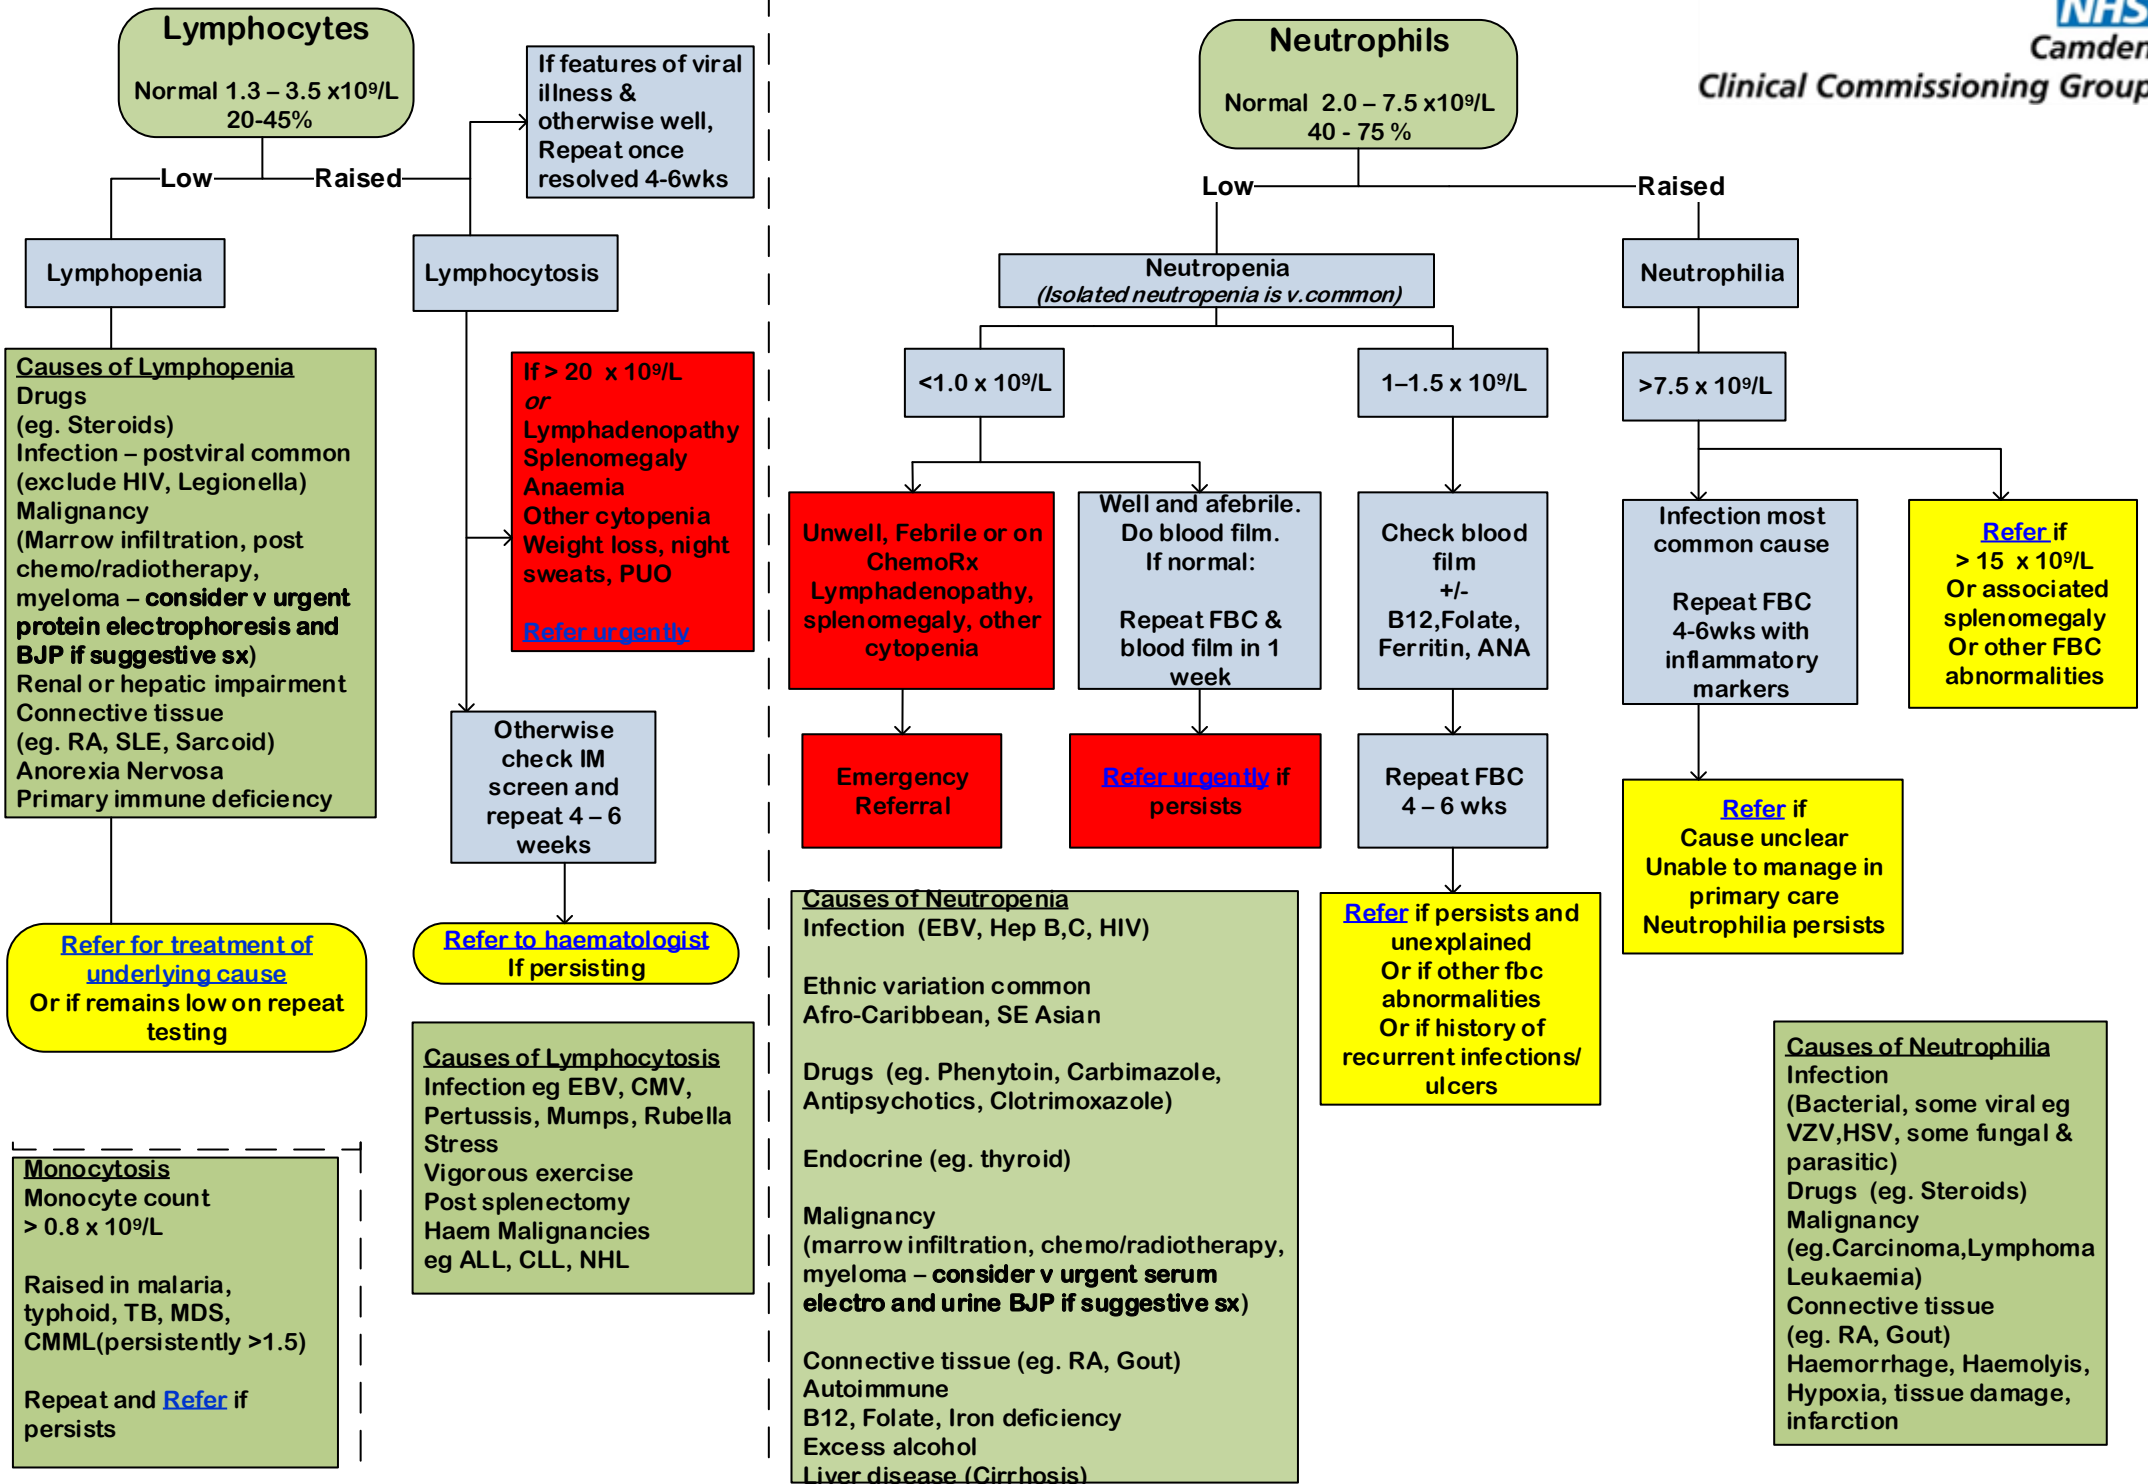 NHS
Camden
Clinical Commissioning Group
Lymphocytes
Normal 1.3 – 3.5 x10⁹/L
20-45%
Low
Raised
If features of viral
illness &
otherwise well,
Repeat once
resolved 4-6wks
Lymphopenia
Lymphocytosis
Causes of Lymphopenia
Drugs
(eg. Steroids)
Infection – postviral common
(exclude HIV, Legionella)
Malignancy
(Marrow infiltration, post
chemo/radiotherapy,
myeloma – consider v urgent
protein electrophoresis and
BJP if suggestive sx)
Renal or hepatic impairment
Connective tissue
(eg. RA, SLE, Sarcoid)
Anorexia Nervosa
Primary immune deficiency
If > 20 x 10⁹/L
or
Lymphadenopathy
Splenomegaly
Anaemia
Other cytopenia
Weight loss, night
sweats, PUO
Refer urgently
Otherwise
check IM
screen and
repeat 4 – 6
weeks
Refer for treatment of
underlying cause
Or if remains low on repeat
testing
Refer to haematologist
If persisting
Causes of Lymphocytosis
Infection eg EBV, CMV,
Pertussis, Mumps, Rubella
Stress
Vigorous exercise
Post splenectomy
Haem Malignancies
eg ALL, CLL, NHL
Monocytosis
Monocyte count
> 0.8 x 10⁹/L
Raised in malaria,
typhoid, TB, MDS,
CMML(persistently >1.5)
Repeat and Refer if
persists
Neutrophils
Normal 2.0 – 7.5 x10⁹/L
40 - 75 %
Low
Raised
Neutropenia
(Isolated neutropenia is v.common)
Neutrophilia
<1.0 x 10⁹/L
1–1.5 x 10⁹/L
>7.5 x 10⁹/L
Unwell, Febrile or on
ChemoRx
Lymphadenopathy,
splenomegaly, other
cytopenia
Well and afebrile.
Do blood film.
If normal:
Repeat FBC &
blood film in 1
week
Check blood
film
+/-
B12,Folate,
Ferritin, ANA
Infection most
common cause
Repeat FBC
4-6wks with
inflammatory
markers
Refer if
> 15 x 10⁹/L
Or associated
splenomegaly
Or other FBC
abnormalities
Emergency
Referral
Refer urgently if
persists
Repeat FBC
4 – 6 wks
Refer if
Cause unclear
Unable to manage in
primary care
Neutrophilia persists
Causes of Neutropenia
Infection (EBV, Hep B,C, HIV)
Ethnic variation common
Afro-Caribbean, SE Asian
Drugs (eg. Phenytoin, Carbimazole,
Antipsychotics, Clotrimoxazole)
Endocrine (eg. thyroid)
Malignancy
(marrow infiltration, chemo/radiotherapy,
myeloma – consider v urgent serum
electro and urine BJP if suggestive sx)
Connective tissue (eg. RA, Gout)
Autoimmune
B12, Folate, Iron deficiency
Excess alcohol
Liver disease (Cirrhosis)
Refer if persists and
unexplained
Or if other fbc
abnormalities
Or if history of
recurrent infections/
ulcers
Causes of Neutrophilia
Infection
(Bacterial, some viral eg
VZV,HSV, some fungal &
parasitic)
Drugs (eg. Steroids)
Malignancy
(eg.Carcinoma,Lymphoma
Leukaemia)
Connective tissue
(eg. RA, Gout)
Haemorrhage, Haemolyis,
Hypoxia, tissue damage,
infarction